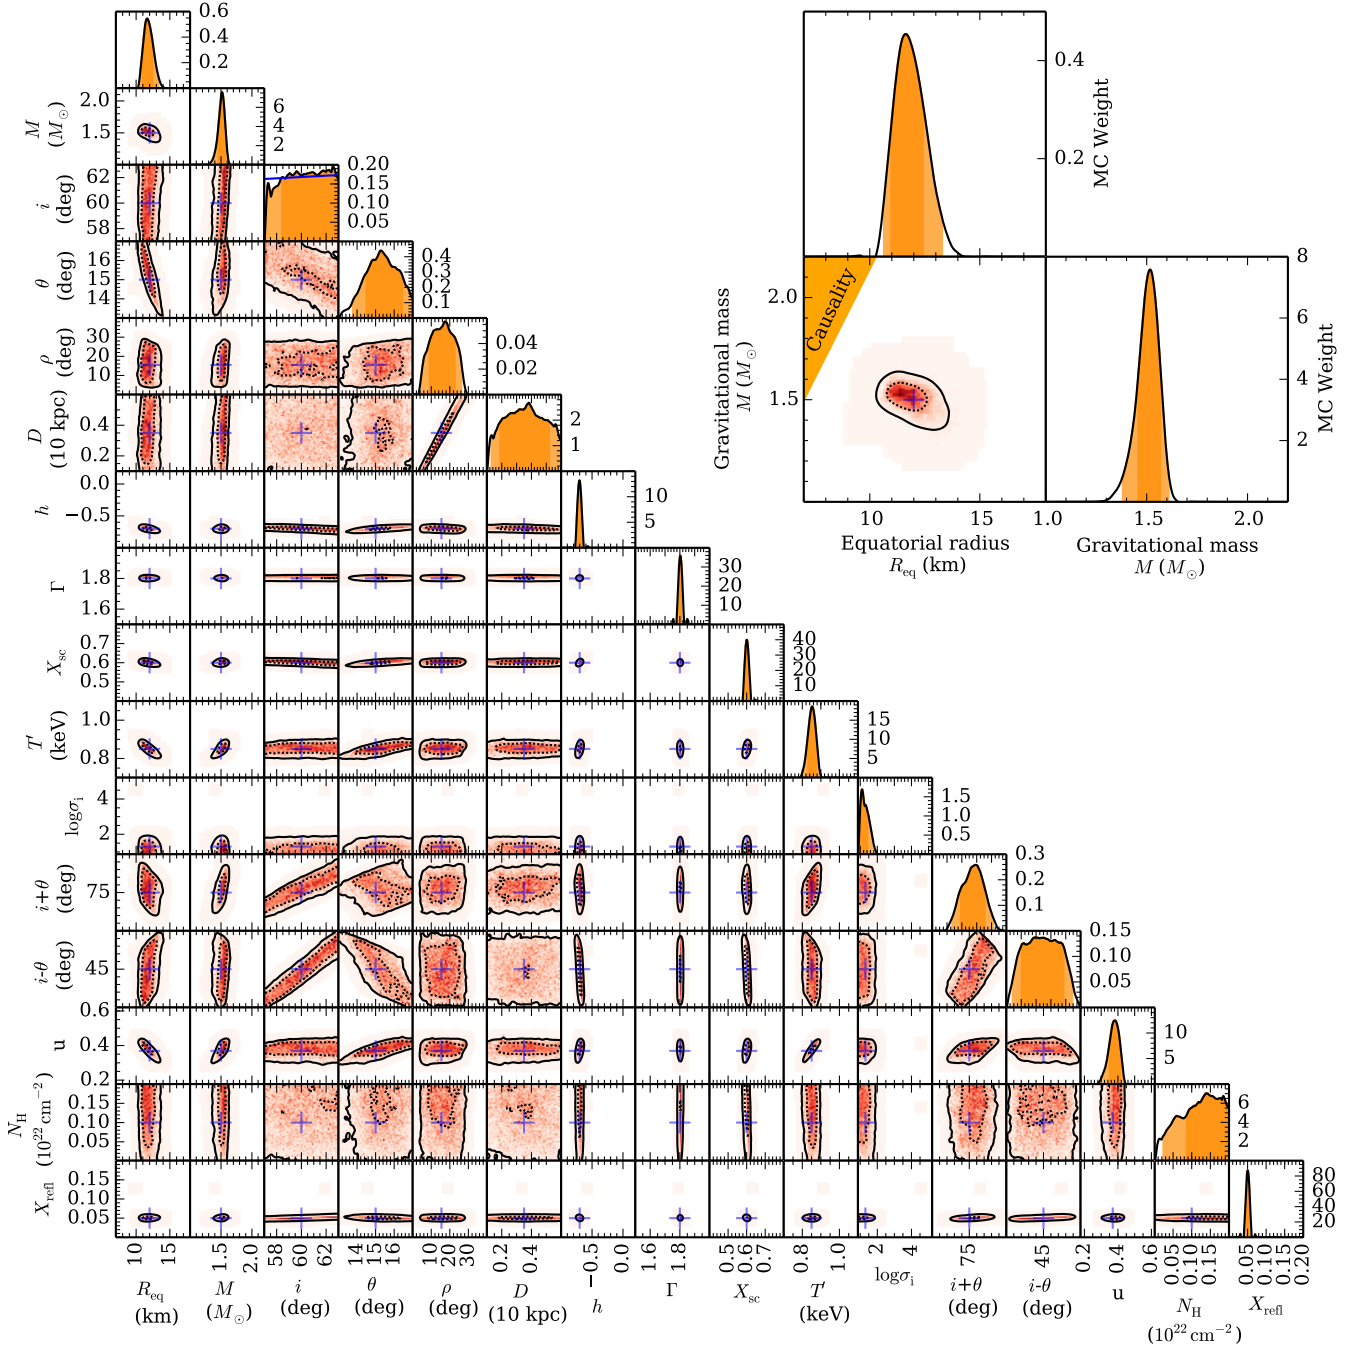 0.6
0.4
0.2
M
(M⊙)
2.0
1.5
6
4
2
i
(deg)
62
60
58
0.20
0.15
0.10
0.05
θ
(deg)
16
15
14
0.4
0.3
0.2
0.1
ρ
(deg)
30
20
10
0.04
0.02
D
(10 kpc)
0.4
0.2
2
1
h
0.0
−0.5
10
5
Γ
1.8
1.6
30
20
10
Xsc
0.7
0.6
0.5
40
30
20
10
T′
(keV)
1.0
0.8
15
10
5
logσi
4
2
1.5
1.0
0.5
i+θ
(deg)
75
0.3
0.2
0.1
i-θ
(deg)
45
0.15
0.10
0.05
u
0.6
0.4
0.2
10
5
NH
(10²² cm⁻²)
0.15
0.10
0.05
6
4
2
Xrefl
0.15
0.10
0.05
80
60
40
20
10 15 1.5 2.0 58 60 62 14 15 16 10 20 30 0.2 0.4 −0.5 0.0 1.6 1.8 0.5 0.6 0.7 0.8 1.0 2 4 75 45 0.2 0.4 0.6 0.05 0.10 0.15 0.05 0.10 0.15 0.20
Req
(km)
M
(M⊙)
i
(deg)
θ
(deg)
ρ
(deg)
D
(10 kpc)
h
Γ
Xsc
T′
(keV)
logσi
i+θ
(deg)
i-θ
(deg)
u
NH
(10²² cm⁻²)
Xrefl
0.4
0.2
MC Weight
Gravitational mass
M (M⊙)
2.0
1.5
Causality
8
6
4
2
MC Weight
10 15 1.0 1.5 2.0
Equatorial radius
Req (km)
Gravitational mass
M (M⊙)